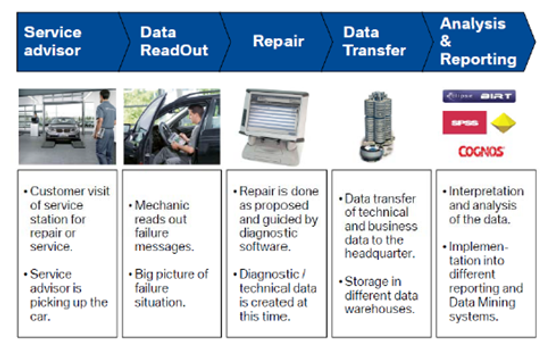 Service
advisor
Data
ReadOut
Repair
Data
Transfer
Analysis
&
Reporting
BIRT
SPSS
COGNOS
• Customer visit
of service
station for
repair or
service.
• Service
advisor is
picking up the
car.
• Mechanic
reads out
failure
messages.
• Big picture of
failure
situation.
• Repair is done
as proposed
and guided by
diagnostic
software.
• Diagnostic /
technical data
is created at
this time.
• Data transfer
of technical
and business
data to the
headquarter.
• Storage in
different data
warehouses.
• Interpretation
and analysis
of the data.
• Implemen-
tation into
different
reporting and
Data Mining
systems.